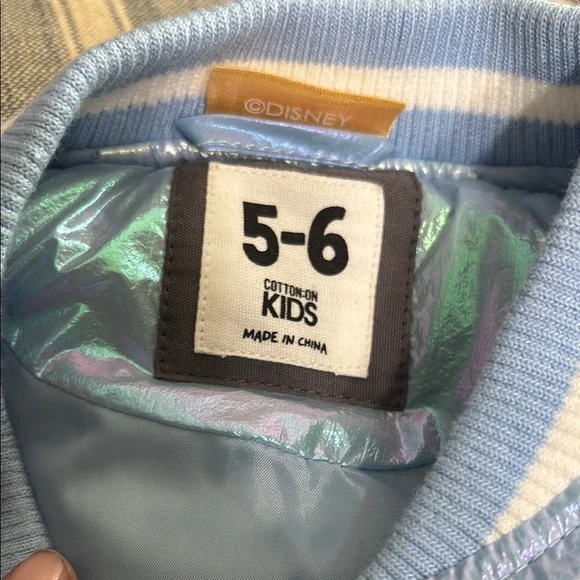 ©DISNEY
5-6
COTTON:ON
KIDS
MADE IN CHINA